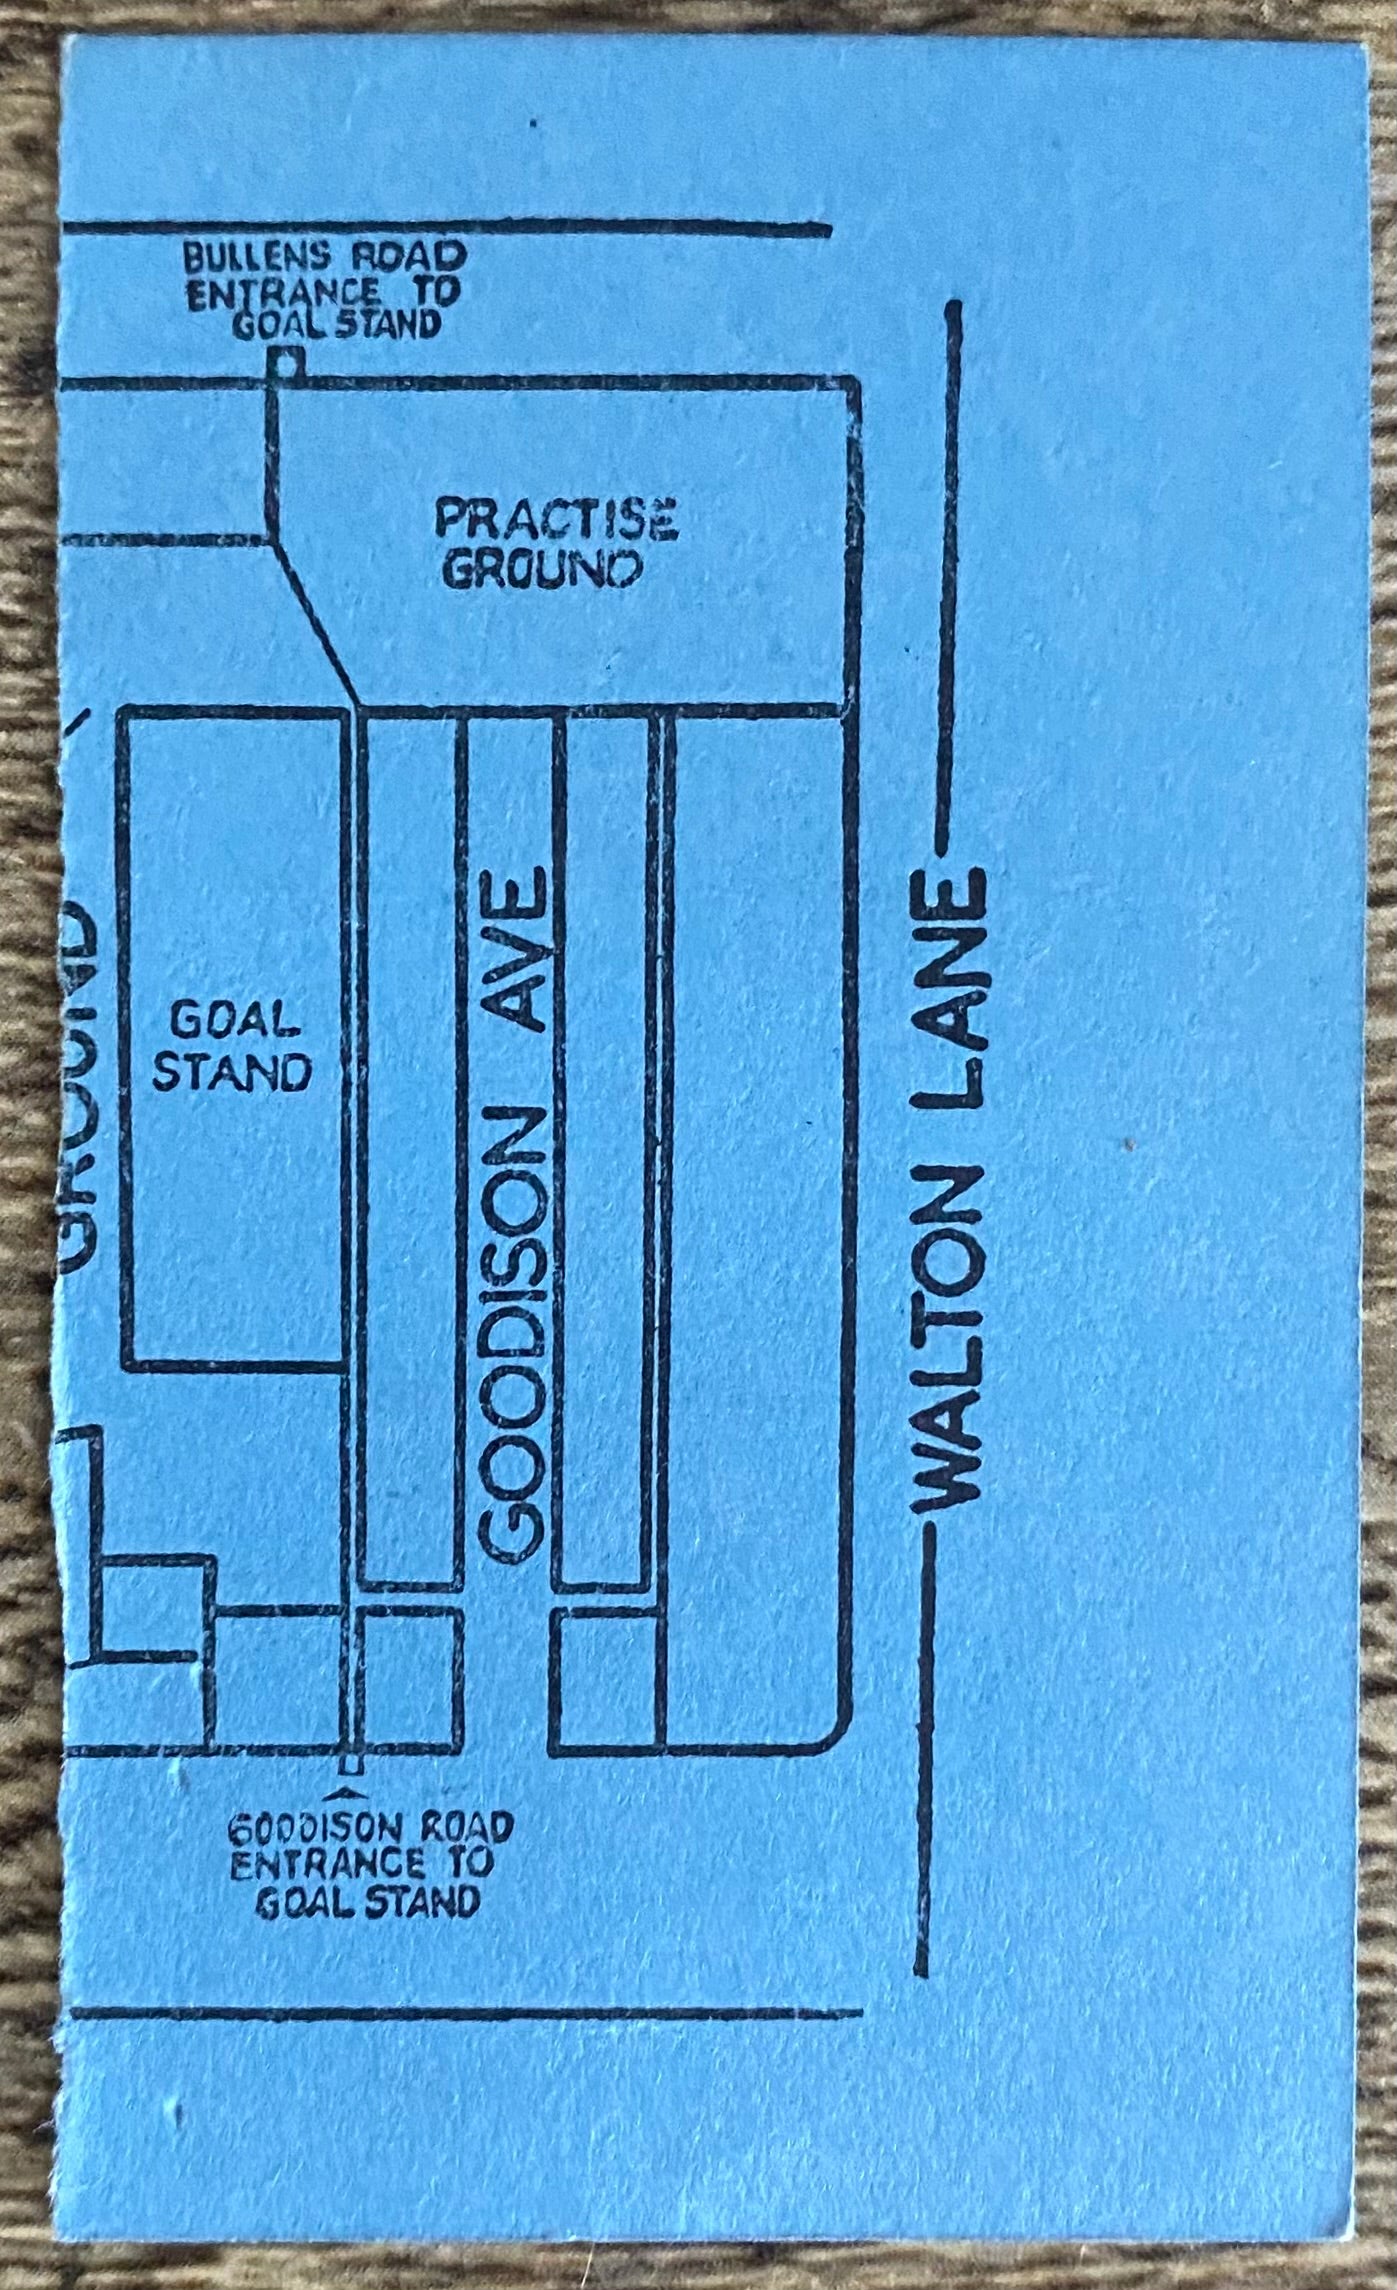 BULLENS ROAD
ENTRANCE TO
GOAL STAND
PRACTISE
GROUND
GROUND
GOAL
STAND
GOODISON AVE
WALTON LANE
GOODISON ROAD
ENTRANCE TO
GOAL STAND